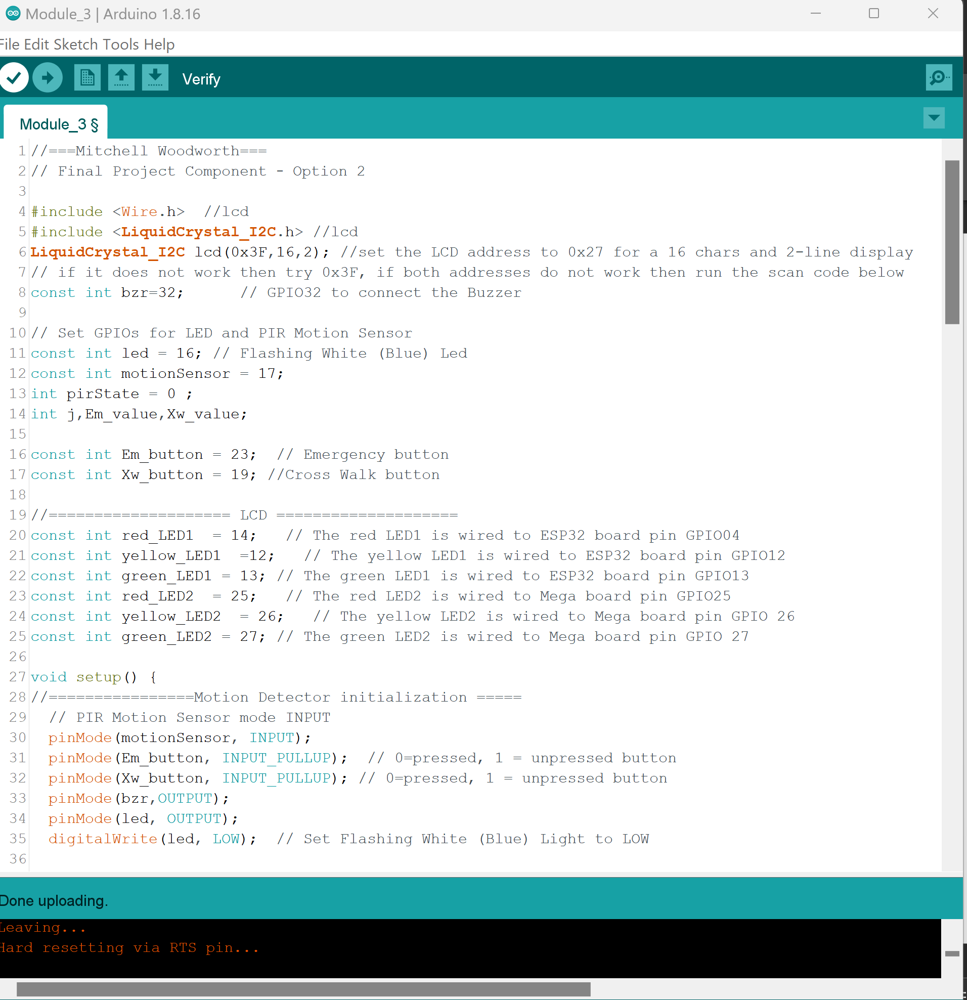 Module_3 | Arduino 1.8.16
File Edit Sketch Tools Help
Verify
Module_3 §
1 //===Mitchell Woodworth===
2 // Final Project Component - Option 2
3
4 #include <Wire.h>  //lcd
5 #include <LiquidCrystal_I2C.h> //lcd
6 LiquidCrystal_I2C lcd(0x3F,16,2); //set the LCD address to 0x27 for a 16 chars and 2-line display
7 // if it does not work then try 0x3F, if both addresses do not work then run the scan code below
8 const int bzr=32;      // GPIO32 to connect the Buzzer
9
10 // Set GPIOs for LED and PIR Motion Sensor
11 const int led = 16; // Flashing White (Blue) Led
12 const int motionSensor = 17;
13 int pirState = 0 ;
14 int j,Em_value,Xw_value;
15
16 const int Em_button = 23;  // Emergency button
17 const int Xw_button = 19; //Cross Walk button
18
19 //==================== LCD ====================
20 const int red_LED1  = 14;   // The red LED1 is wired to ESP32 board pin GPIO04
21 const int yellow_LED1  =12;   // The yellow LED1 is wired to ESP32 board pin GPIO12
22 const int green_LED1 = 13; // The green LED1 is wired to ESP32 board pin GPIO13
23 const int red_LED2  = 25;   // The red LED2 is wired to Mega board pin GPIO25
24 const int yellow_LED2  = 26;   // The yellow LED2 is wired to Mega board pin GPIO 26
25 const int green_LED2 = 27; // The green LED2 is wired to Mega board pin GPIO 27
26
27 void setup() {
28 //================Motion Detector initialization =====
29   // PIR Motion Sensor mode INPUT
30   pinMode(motionSensor, INPUT);
31   pinMode(Em_button, INPUT_PULLUP);  // 0=pressed, 1 = unpressed button
32   pinMode(Xw_button, INPUT_PULLUP); // 0=pressed, 1 = unpressed button
33   pinMode(bzr,OUTPUT);
34   pinMode(led, OUTPUT);
35   digitalWrite(led, LOW);  // Set Flashing White (Blue) Light to LOW
36
Done uploading.
Leaving...
Hard resetting via RTS pin...